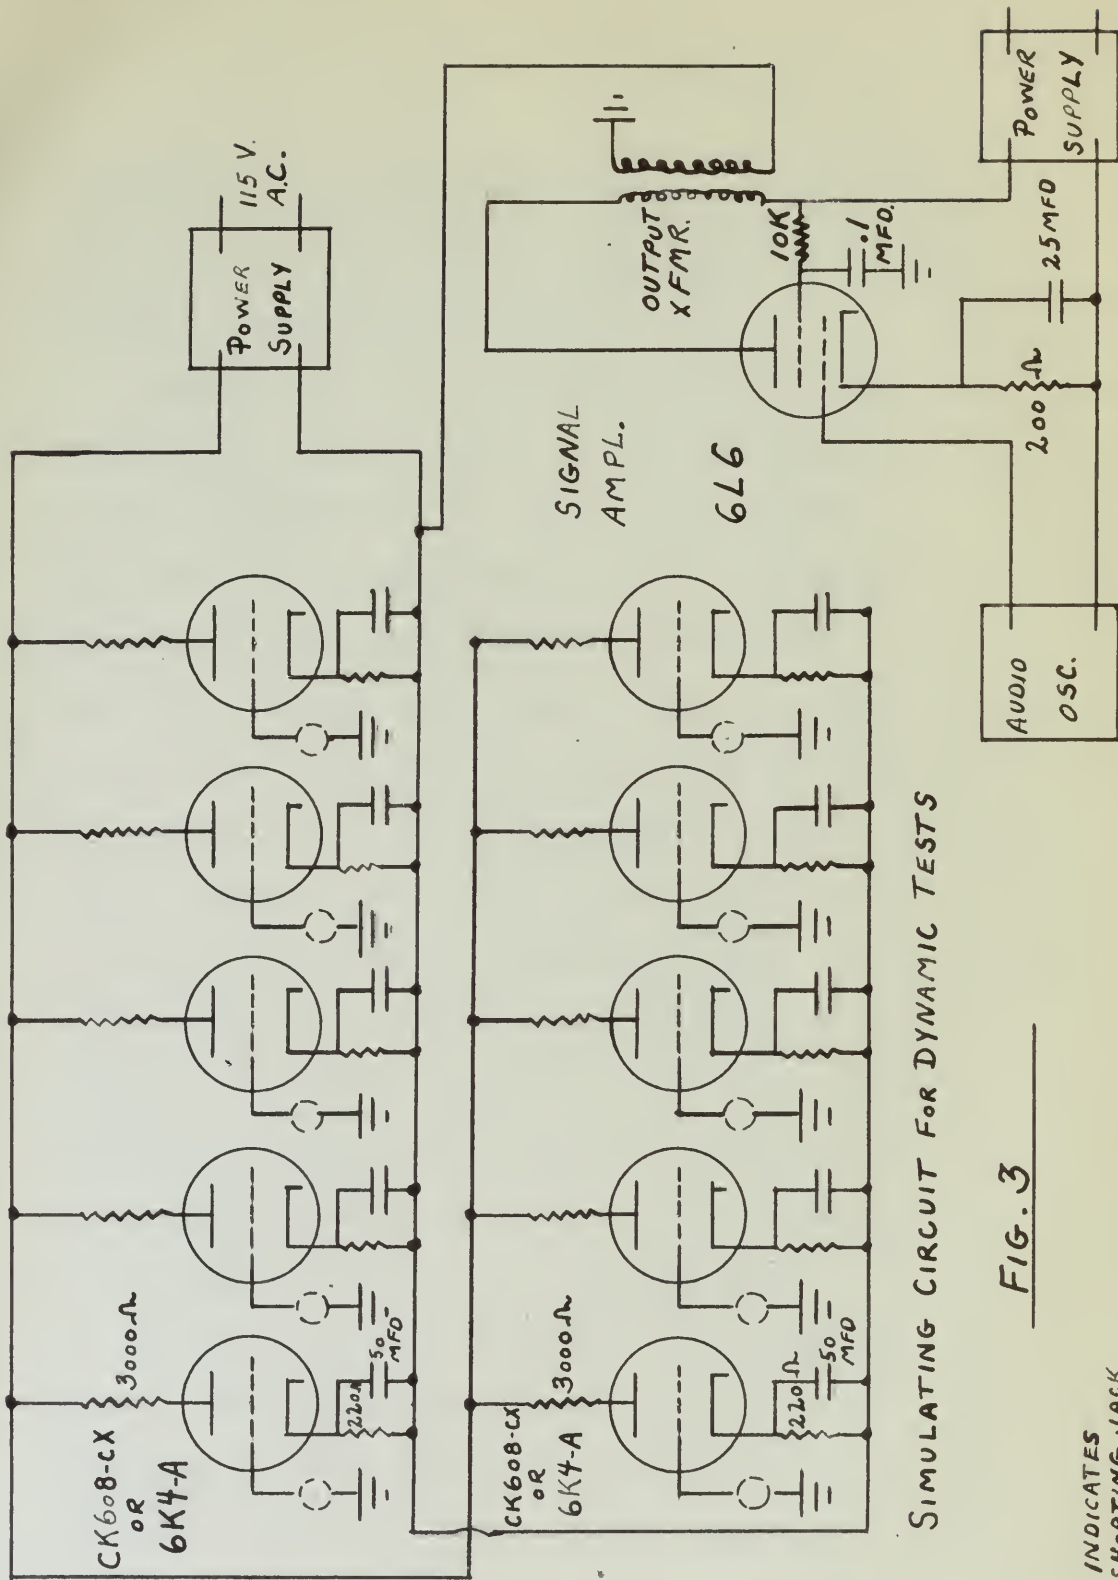 CK608-CX
OR
6K4-A
3000Ω
220Ω
50
MFD
POWER
SUPPLY
115 V.
A.C.
CK608-CX
OR
6K4-A
3000Ω
220Ω
50
MFD
SIGNAL
AMPL.
6L6
OUTPUT
XFMR.
10K
.1
MFD.
200Ω
25MFD
AUDIO
OSC.
POWER
SUPPLY
SIMULATING CIRCUIT FOR DYNAMIC TESTS
FIG. 3
INDICATES
SHORTING JACK